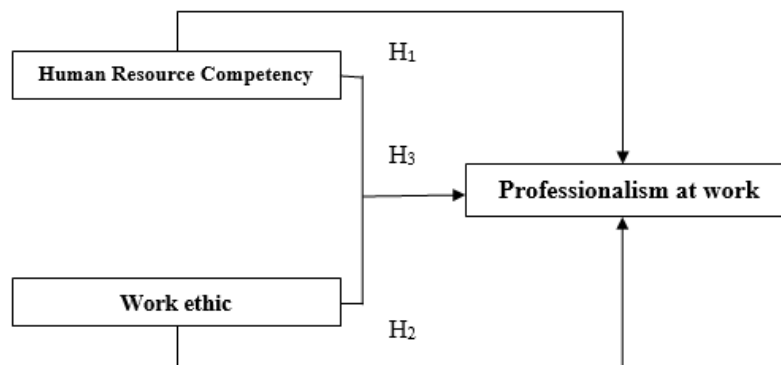 H₁
Human Resource Competency
H₃
Professionalism at work
Work ethic
H₂